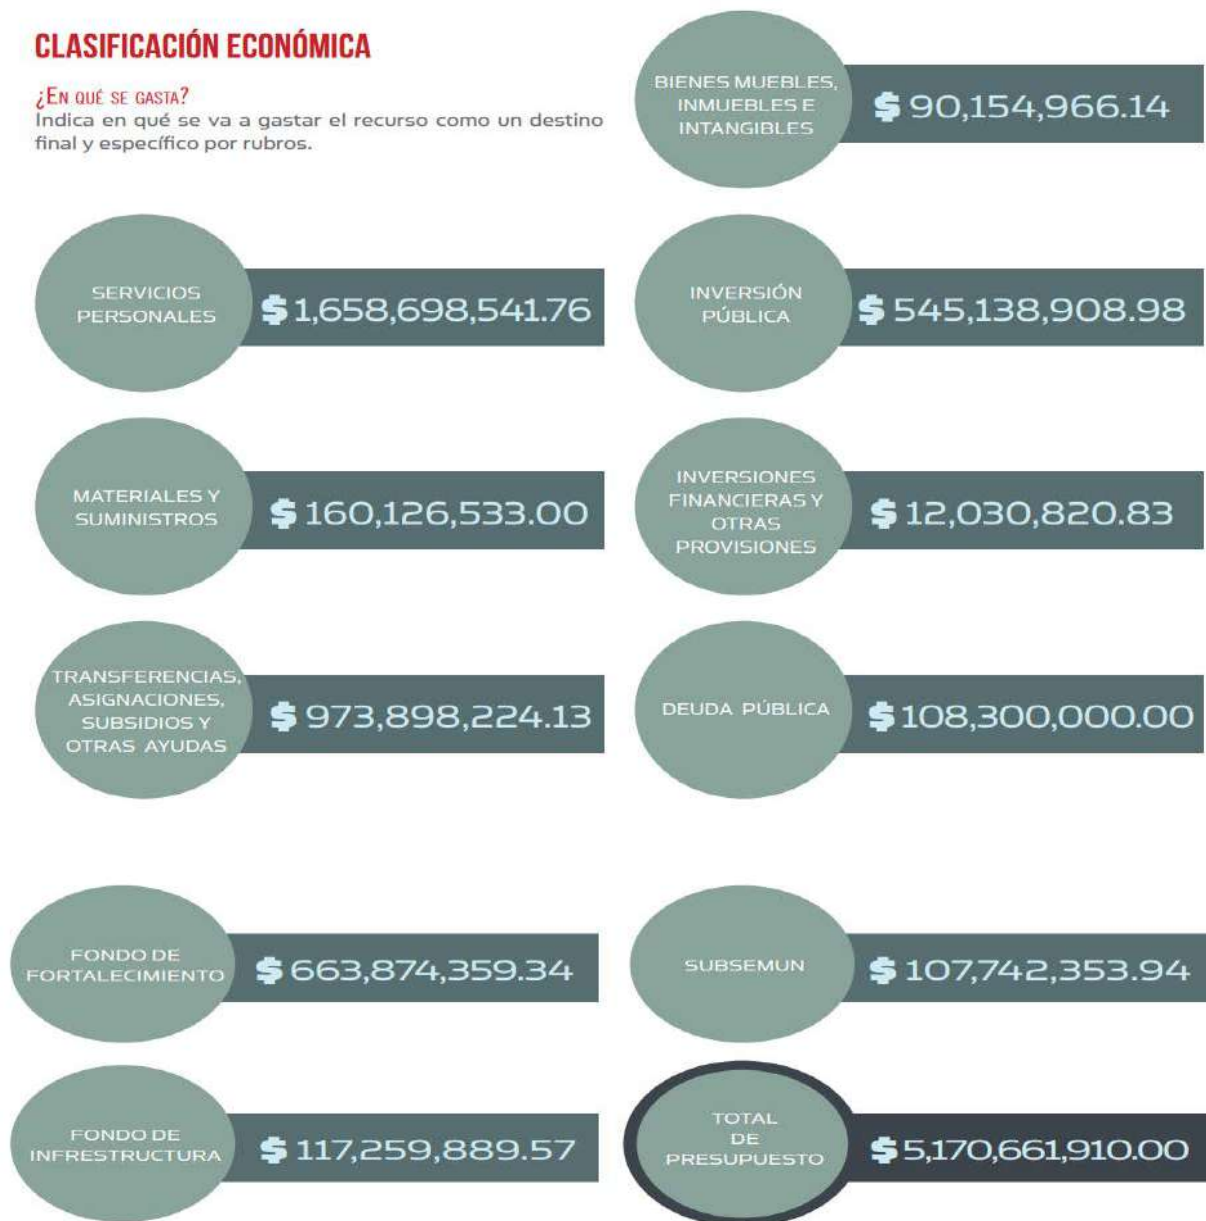 CLASIFICACIÓN ECONÓMICA
¿EN QUÉ SE GASTA?
Indica en qué se va a gastar el recurso como un destino
final y específico por rubros.
BIENES MUEBLES,
INMUEBLES E
INTANGIBLES
$ 90,154,966.14
SERVICIOS
PERSONALES
$ 1,658,698,541.76
INVERSIÓN
PÚBLICA
$ 545,138,908.98
MATERIALES Y
SUMINISTROS
$ 160,126,533.00
INVERSIONES
FINANCIERAS Y
OTRAS
PROVISIONES
$ 12,030,820.83
TRANSFERENCIAS,
ASIGNACIONES,
SUBSIDIOS Y
OTRAS AYUDAS
$ 973,898,224.13
DEUDA PÚBLICA
$ 108,300,000.00
FONDO DE
FORTALECIMIENTO
$ 663,874,359.34
SUBSEMUN
$ 107,742,353.94
FONDO DE
INFRESTRUCTURA
$ 117,259,889.57
TOTAL
DE
PRESUPUESTO
$ 5,170,661,910.00